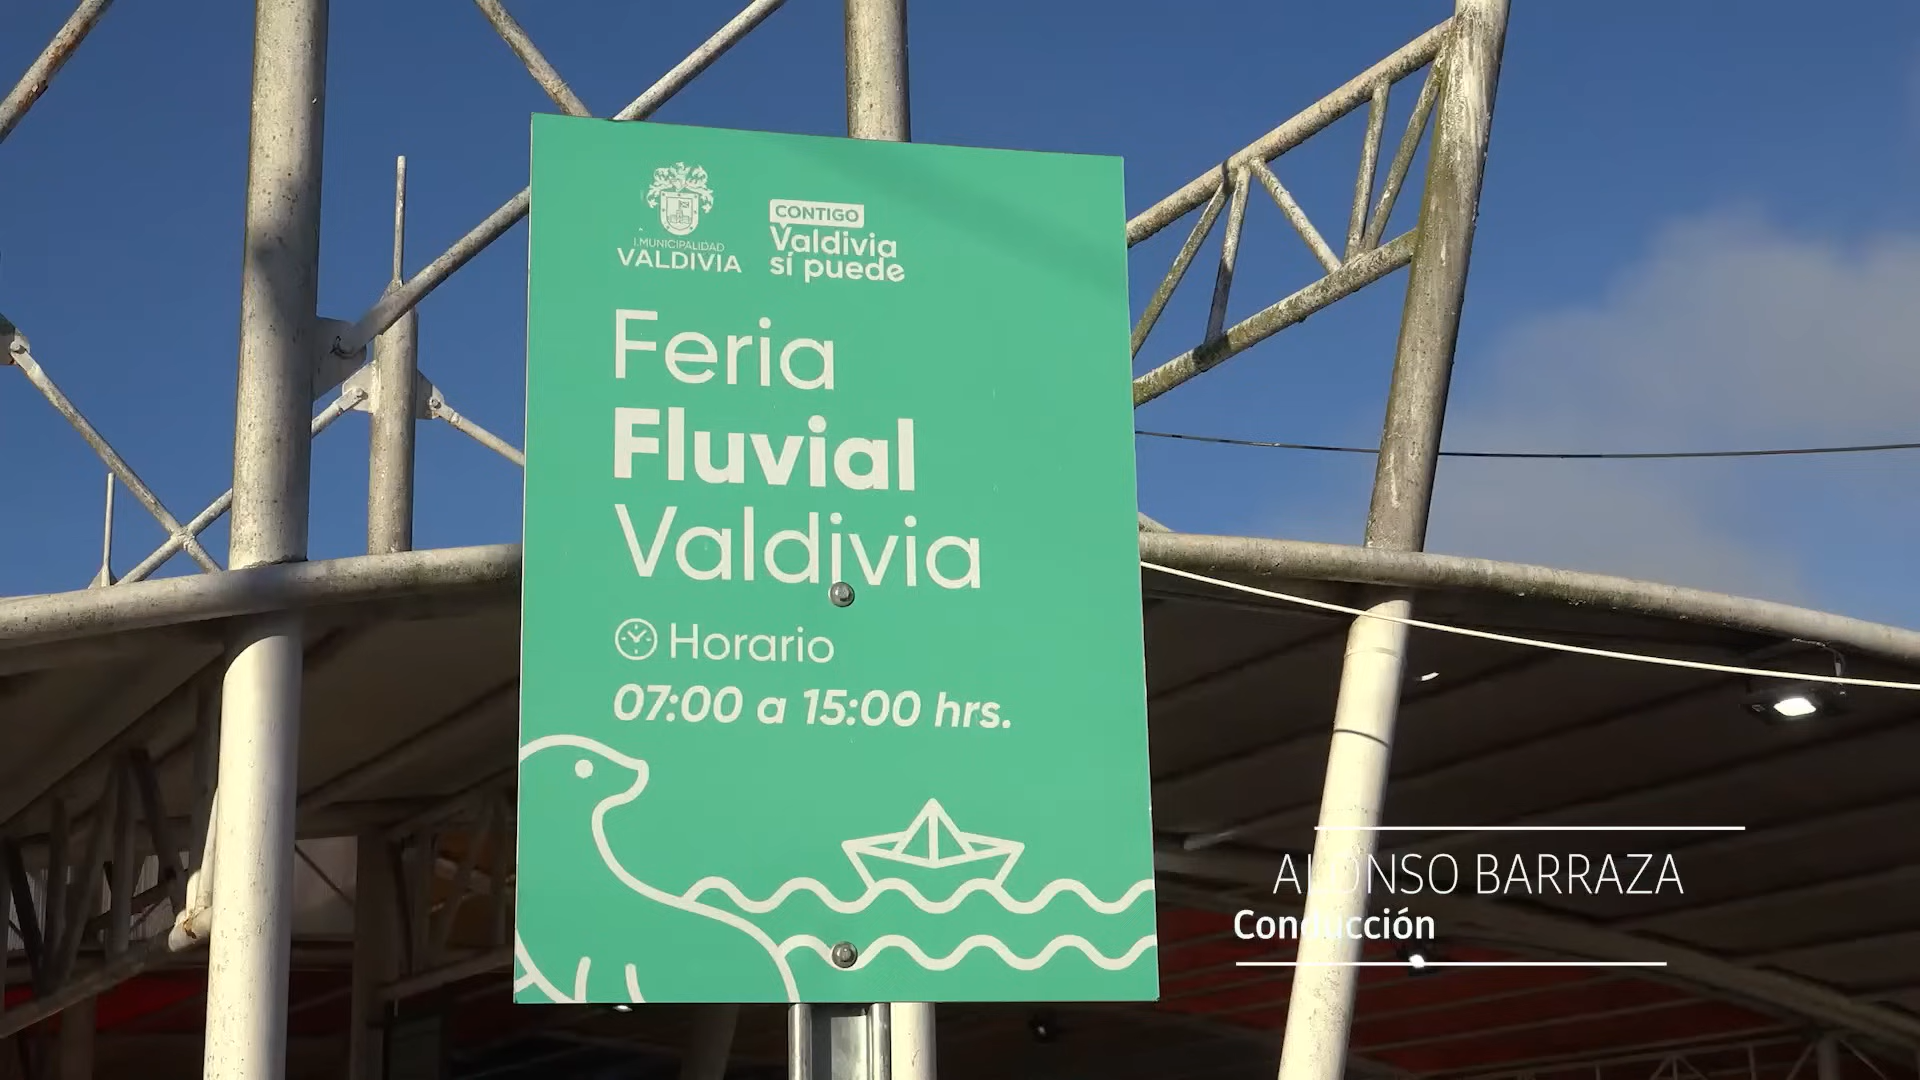 I.MUNICIPALIDAD
VALDIVIA
CONTIGO
Valdivia
sí puede
Feria
Fluvial
Valdivia
Horario
07:00 a 15:00 hrs.
ALONSO BARRAZA
Conducción